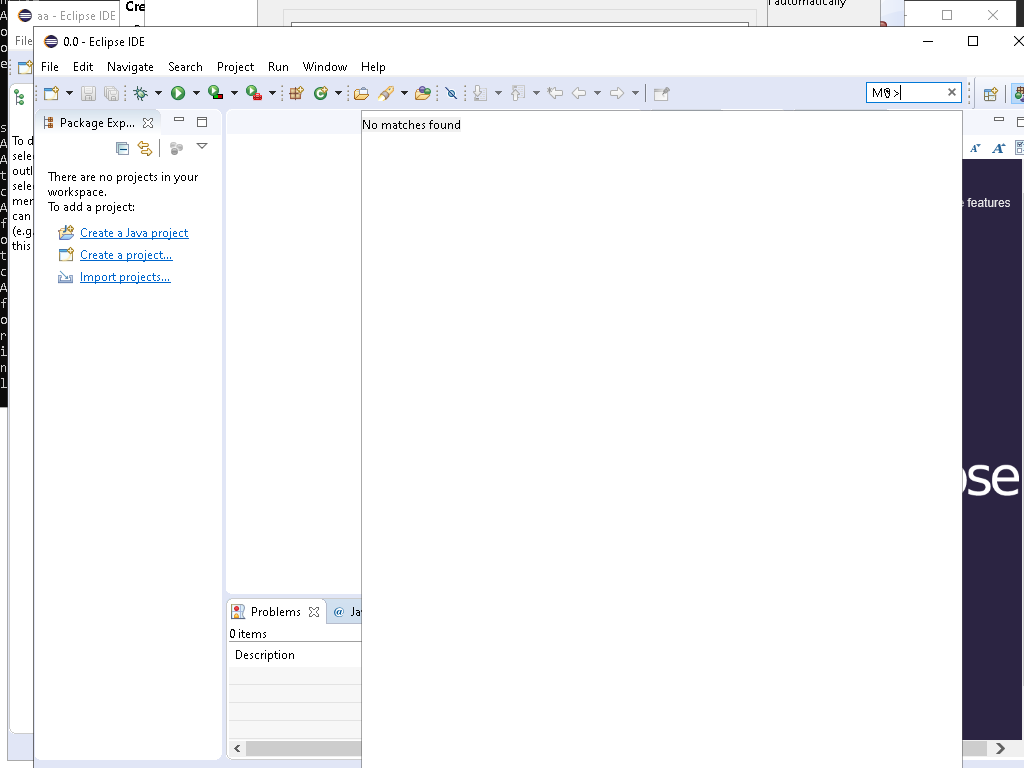 Cre
automatically
aa - Eclipse IDE
File
0.0 - Eclipse IDE
File Edit Navigate Search Project Run Window Help
Package Exp...
No matches found
There are no projects in your
workspace.
To add a project:
Create a Java project
Create a project...
Import projects...
To d
sele
outl
sele
mer
can
(e.g.
this
features
ose
Problems @ Ja
0 items
Description